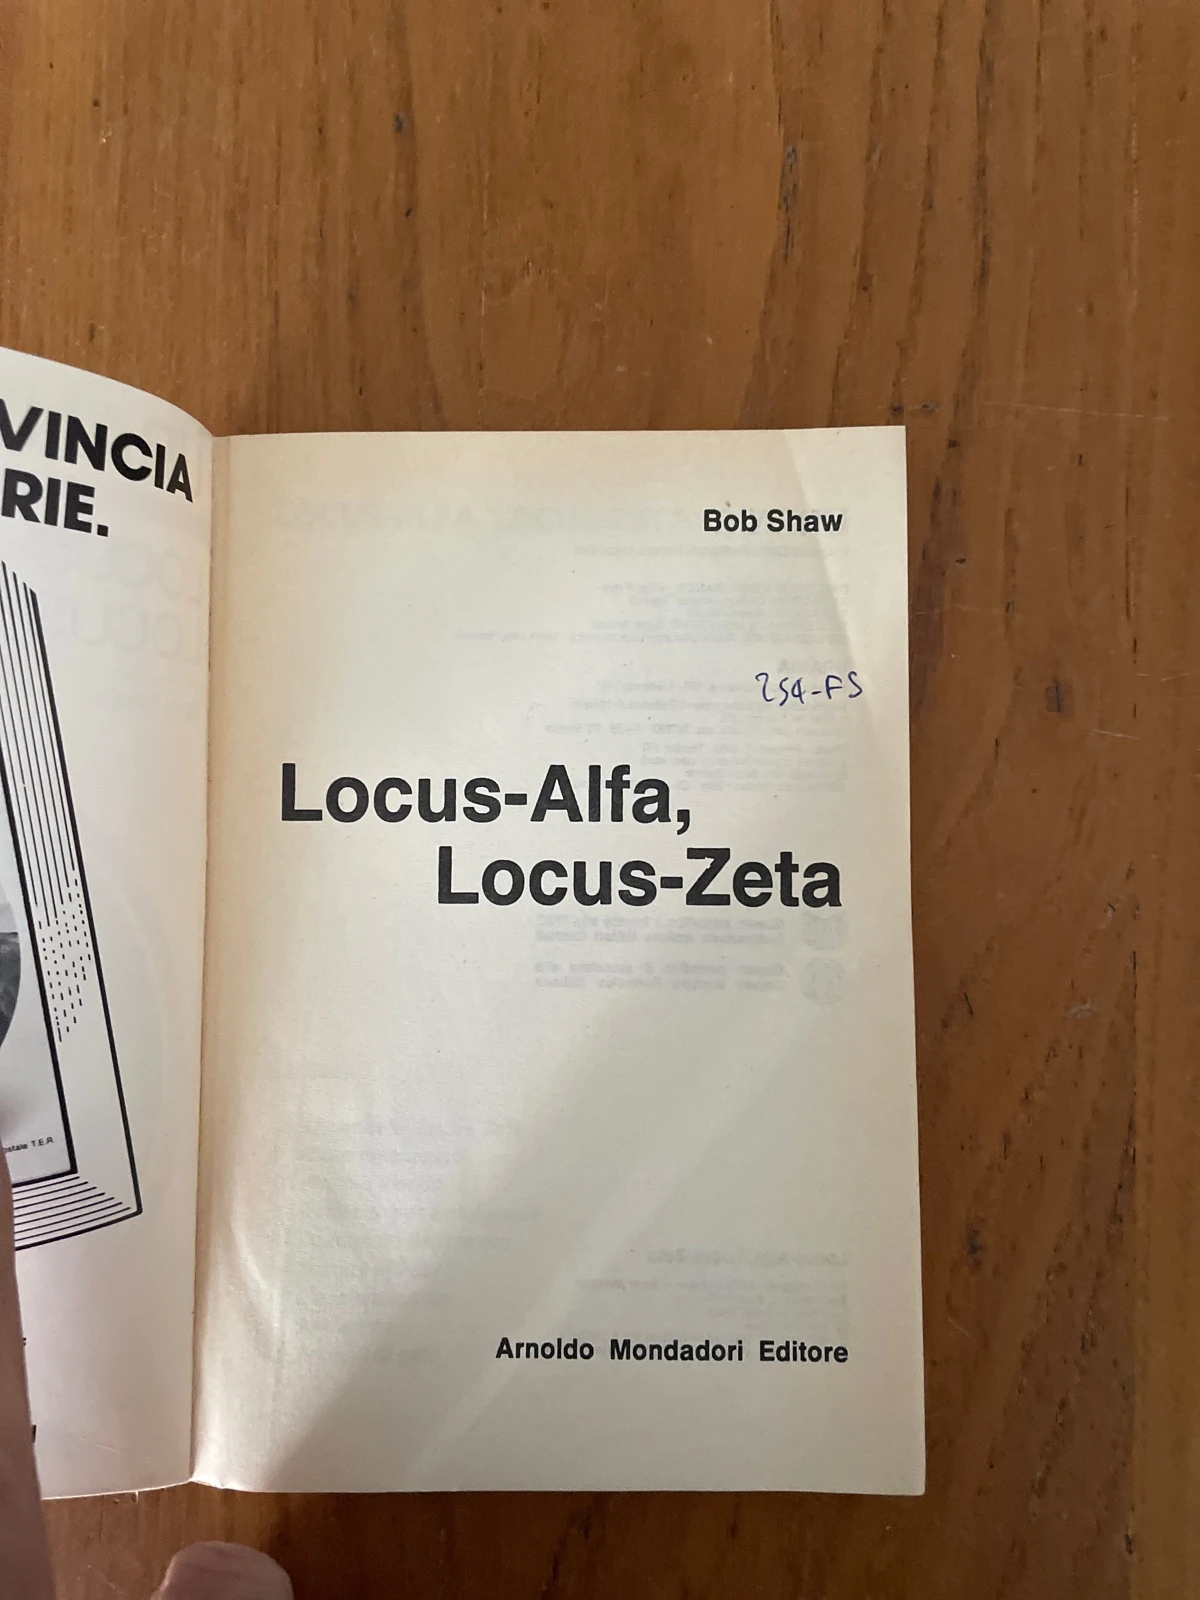 VINCIA
RIE.
T.E.R.
Bob Shaw
254-FS
Locus-Alfa,
Locus-Zeta
Arnoldo Mondadori Editore